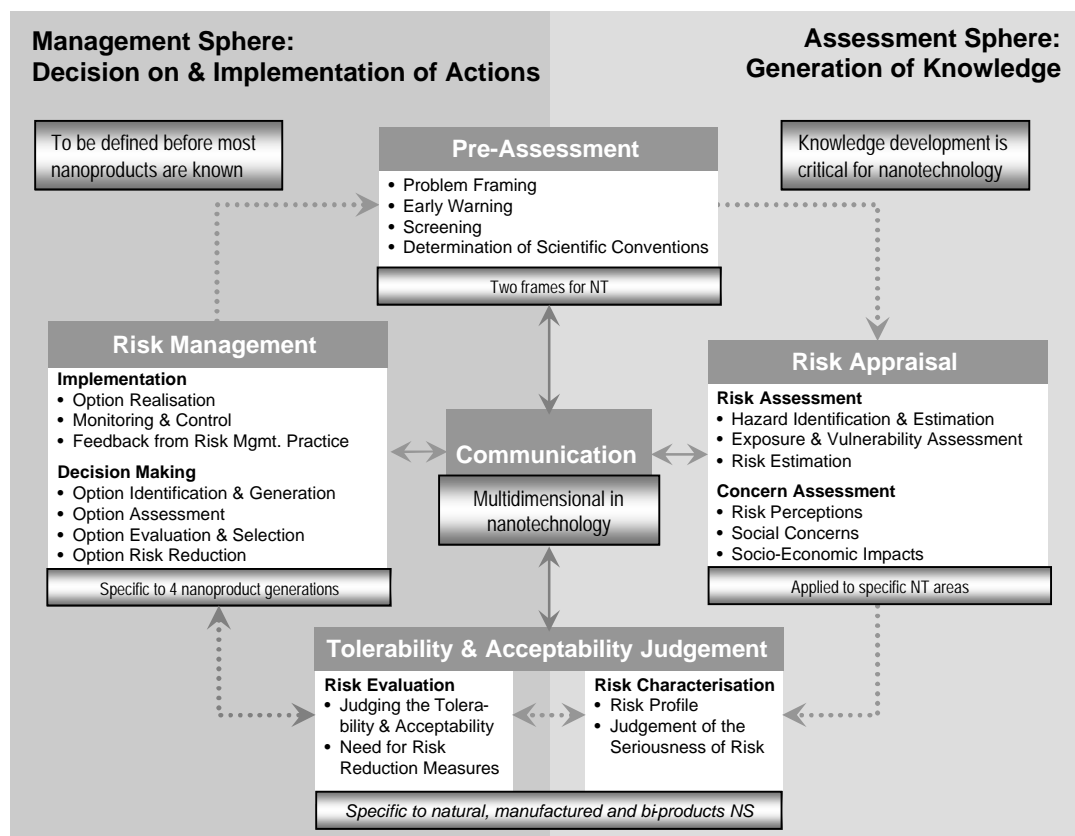 Management Sphere:
Decision on & Implementation of Actions
Assessment Sphere:
Generation of Knowledge
To be defined before most
nanoproducts are known
Knowledge development is
critical for nanotechnology
Pre-Assessment
• Problem Framing
• Early Warning
• Screening
• Determination of Scientific Conventions
Two frames for NT
Risk Management
Implementation
• Option Realisation
• Monitoring & Control
• Feedback from Risk Mgmt. Practice
Decision Making
• Option Identification & Generation
• Option Assessment
• Option Evaluation & Selection
• Option Risk Reduction
Specific to 4 nanoproduct generations
Communication
Multidimensional in
nanotechnology
Risk Appraisal
Risk Assessment
• Hazard Identification & Estimation
• Exposure & Vulnerability Assessment
• Risk Estimation
Concern Assessment
• Risk Perceptions
• Social Concerns
• Socio-Economic Impacts
Applied to specific NT areas
Tolerability & Acceptability Judgement
Risk Evaluation
• Judging the Tolera-
bility & Acceptability
• Need for Risk
Reduction Measures
Risk Characterisation
• Risk Profile
• Judgement of the
Seriousness of Risk
Specific to natural, manufactured and bi-products NS